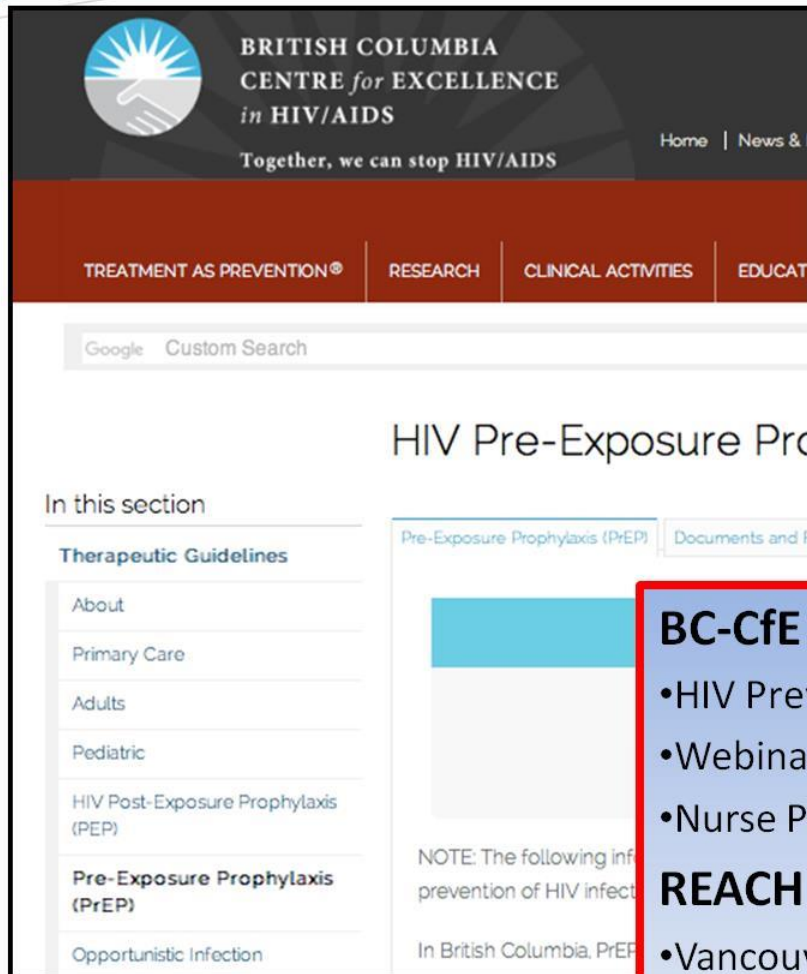 BRITISH COLUMBIA
CENTRE for EXCELLENCE
in HIV/AIDS
Together, we can stop HIV/AIDS
Home | News &
TREATMENT AS PREVENTION®
RESEARCH
CLINICAL ACTIVITIES
EDUCAT
Google Custom Search
HIV Pre-Exposure Pro
In this section
Therapeutic Guidelines
About
Primary Care
Adults
Pediatric
HIV Post-Exposure Prophylaxis
(PEP)
Pre-Exposure Prophylaxis
(PrEP)
Opportunistic Infection
Pre-Exposure Prophylaxis (PrEP)
Documents and
NOTE: The following inf
prevention of HIV infect
In British Columbia, PrEP
BC-CfE
•HIV Pre
•Webina
•Nurse P
REACH
•Vancou